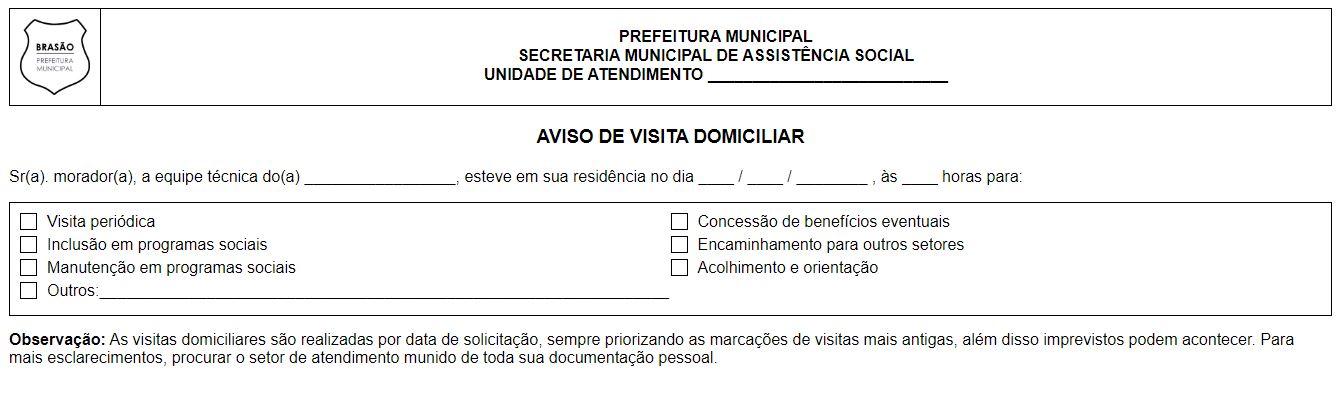 BRASÃO
PREFEITURA
MUNICIPAL
PREFEITURA MUNICIPAL
SECRETARIA MUNICIPAL DE ASSISTÊNCIA SOCIAL
UNIDADE DE ATENDIMENTO ___________________________
AVISO DE VISITA DOMICILIAR
Sr(a). morador(a), a equipe técnica do(a) _________________, esteve em sua residência no dia ____ / ____ / ________ , às ____ horas para:
Visita periódica
Inclusão em programas sociais
Manutenção em programas sociais
Outros:________________________________________________________________
Concessão de benefícios eventuais
Encaminhamento para outros setores
Acolhimento e orientação
Observação: As visitas domiciliares são realizadas por data de solicitação, sempre priorizando as marcações de visitas mais antigas, além disso imprevistos podem acontecer. Para
mais esclarecimentos, procurar o setor de atendimento munido de toda sua documentação pessoal.